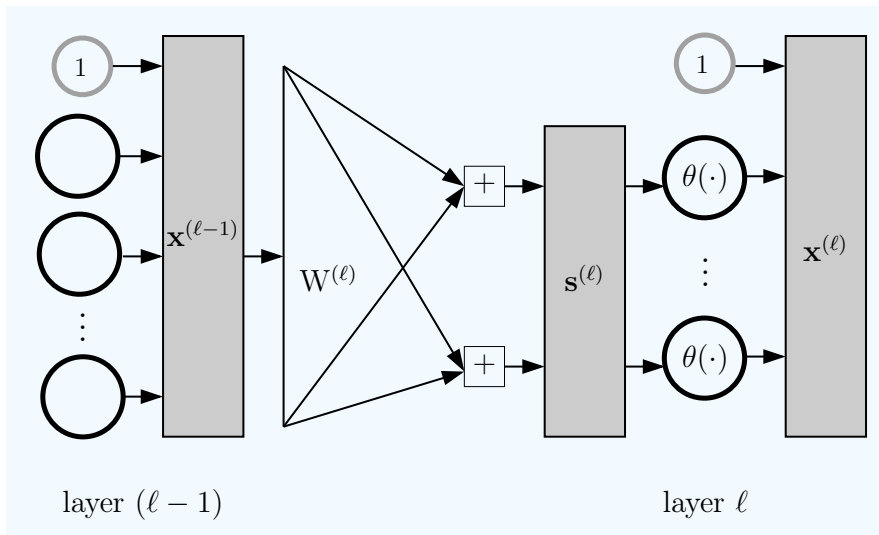 1
x^(ℓ−1)
⋮
W^(ℓ)
+
+
s^(ℓ)
1
θ(·)
⋮
θ(·)
x^(ℓ)
layer (ℓ − 1)
layer ℓ